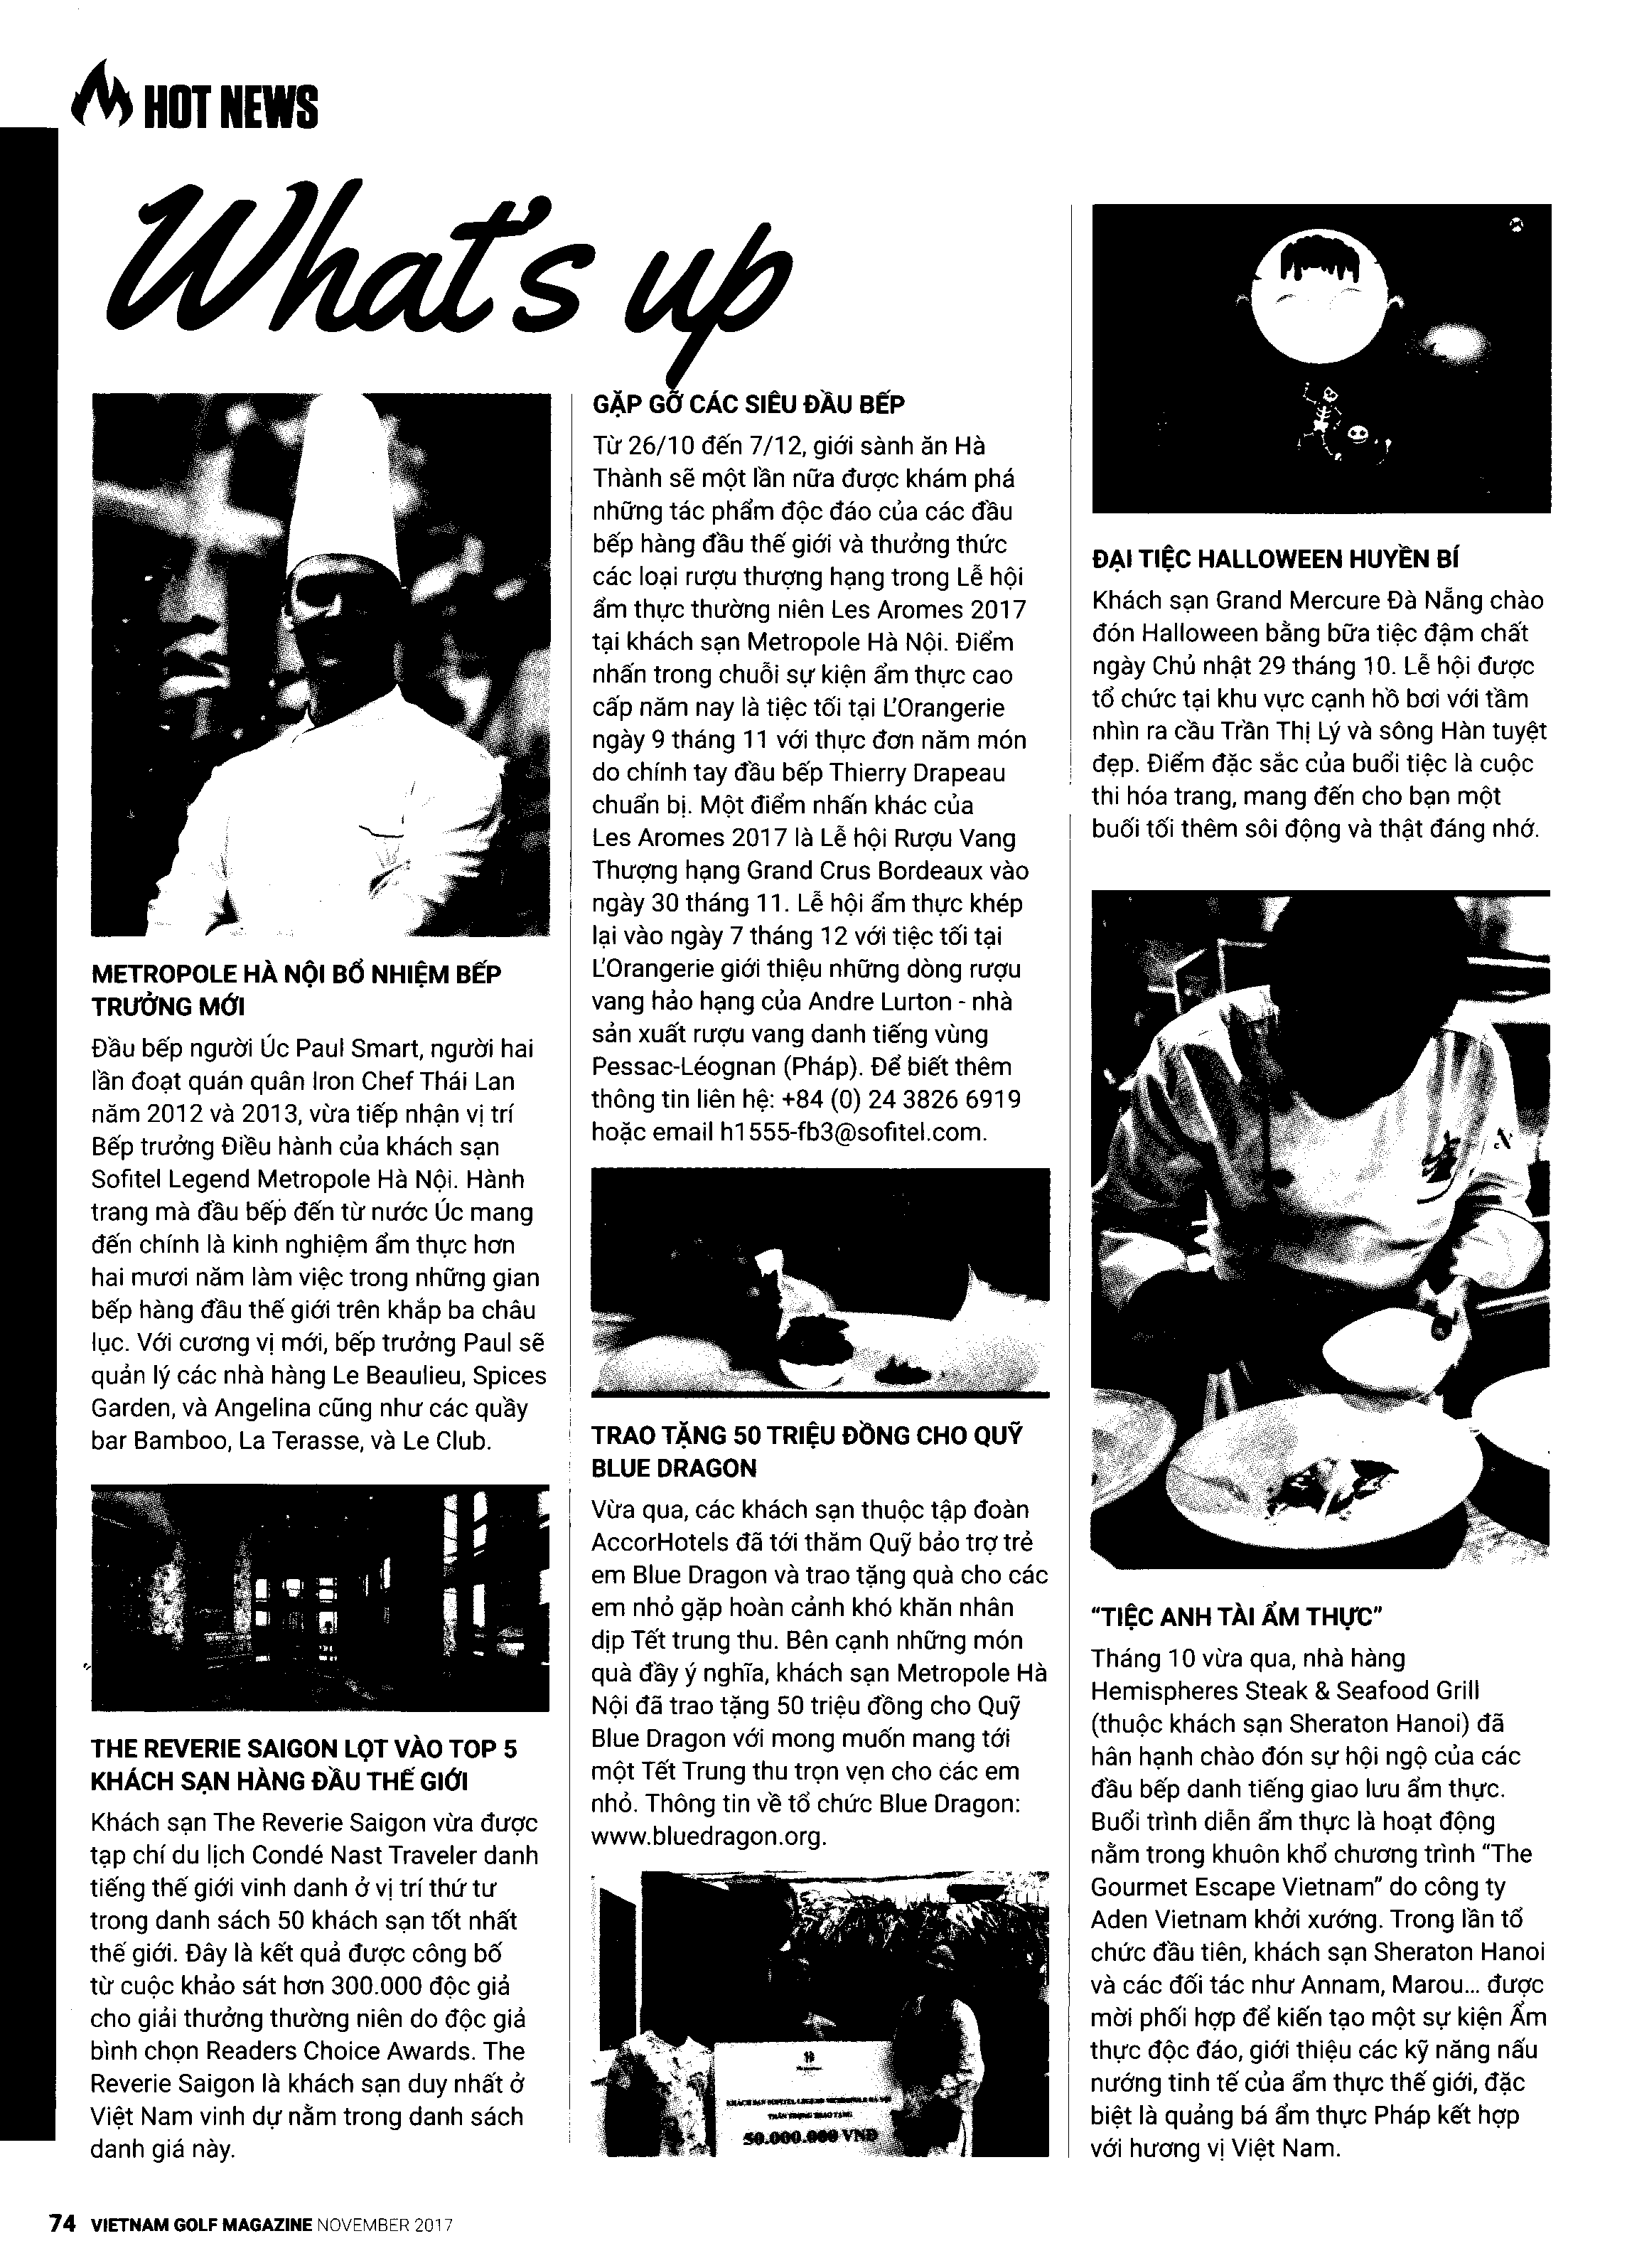 HOT NEWS
What's up
METROPOLE HÀ NỘI BỔ NHIỆM BẾP
TRƯỞNG MỚI
Đầu bếp người Úc Paul Smart, người hai
lần đoạt quán quân Iron Chef Thái Lan
năm 2012 và 2013, vừa tiếp nhận vị trí
Bếp trưởng Điều hành của khách sạn
Sofitel Legend Metropole Hà Nội. Hành
trang mà đầu bếp đến từ nước Úc mang
đến chính là kinh nghiệm ẩm thực hơn
hai mươi năm làm việc trong những gian
bếp hàng đầu thế giới trên khắp ba châu
lục. Với cương vị mới, bếp trưởng Paul sẽ
quản lý các nhà hàng Le Beaulieu, Spices
Garden, và Angelina cũng như các quầy
bar Bamboo, La Terasse, và Le Club.
THE REVERIE SAIGON LỌT VÀO TOP 5
KHÁCH SẠN HÀNG ĐẦU THẾ GIỚI
Khách sạn The Reverie Saigon vừa được
tạp chí du lịch Condé Nast Traveler danh
tiếng thế giới vinh danh ở vị trí thứ tư
trong danh sách 50 khách sạn tốt nhất
thế giới. Đây là kết quả được công bố
từ cuộc khảo sát hơn 300.000 độc giả
cho giải thưởng thường niên do độc giả
bình chọn Readers Choice Awards. The
Reverie Saigon là khách sạn duy nhất ở
Việt Nam vinh dự nằm trong danh sách
danh giá này.
GẶP GỠ CÁC SIÊU ĐẦU BẾP
Từ 26/10 đến 7/12, giới sành ăn Hà
Thành sẽ một lần nữa được khám phá
những tác phẩm độc đáo của các đầu
bếp hàng đầu thế giới và thưởng thức
các loại rượu thượng hạng trong Lễ hội
ẩm thực thường niên Les Aromes 2017
tại khách sạn Metropole Hà Nội. Điểm
nhấn trong chuỗi sự kiện ẩm thực cao
cấp năm nay là tiệc tối tại L'Orangerie
ngày 9 tháng 11 với thực đơn năm món
do chính tay đầu bếp Thierry Drapeau
chuẩn bị. Một điểm nhấn khác của
Les Aromes 2017 là Lễ hội Rượu Vang
Thượng hạng Grand Crus Bordeaux vào
ngày 30 tháng 11. Lễ hội ẩm thực khép
lại vào ngày 7 tháng 12 với tiệc tối tại
L'Orangerie giới thiệu những dòng rượu
vang hảo hạng của Andre Lurton - nhà
sản xuất rượu vang danh tiếng vùng
Pessac-Léognan (Pháp). Để biết thêm
thông tin liên hệ: +84 (0) 24 3826 6919
hoặc email h1555-fb3@sofitel.com.
TRAO TẶNG 50 TRIỆU ĐỒNG CHO QUỸ
BLUE DRAGON
Vừa qua, các khách sạn thuộc tập đoàn
AccorHotels đã tới thăm Quỹ bảo trợ trẻ
em Blue Dragon và trao tặng quà cho các
em nhỏ gặp hoàn cảnh khó khăn nhân
dịp Tết trung thu. Bên cạnh những món
quà đầy ý nghĩa, khách sạn Metropole Hà
Nội đã trao tặng 50 triệu đồng cho Quỹ
Blue Dragon với mong muốn mang tới
một Tết Trung thu trọn vẹn cho các em
nhỏ. Thông tin về tổ chức Blue Dragon:
www.bluedragon.org.
KHÁCH SẠN SOFITEL LEGEND METROPOLE HÀ NỘI
TRÂN TRỌNG TRAO TẶNG
50.000.000 VNĐ
ĐẠI TIỆC HALLOWEEN HUYỀN BÍ
Khách sạn Grand Mercure Đà Nẵng chào
đón Halloween bằng bữa tiệc đậm chất
ngày Chủ nhật 29 tháng 10. Lễ hội được
tổ chức tại khu vực cạnh hồ bơi với tầm
nhìn ra cầu Trần Thị Lý và sông Hàn tuyệt
đẹp. Điểm đặc sắc của buổi tiệc là cuộc
thi hóa trang, mang đến cho bạn một
buổi tối thêm sôi động và thật đáng nhớ.
“TIỆC ANH TÀI ẨM THỰC”
Tháng 10 vừa qua, nhà hàng
Hemispheres Steak & Seafood Grill
(thuộc khách sạn Sheraton Hanoi) đã
hân hạnh chào đón sự hội ngộ của các
đầu bếp danh tiếng giao lưu ẩm thực.
Buổi trình diễn ẩm thực là hoạt động
nằm trong khuôn khổ chương trình “The
Gourmet Escape Vietnam” do công ty
Aden Vietnam khởi xướng. Trong lần tổ
chức đầu tiên, khách sạn Sheraton Hanoi
và các đối tác như Annam, Marou... được
mời phối hợp để kiến tạo một sự kiện Ẩm
thực độc đáo, giới thiệu các kỹ năng nấu
nướng tinh tế của ẩm thực thế giới, đặc
biệt là quảng bá ẩm thực Pháp kết hợp
với hương vị Việt Nam.
74 VIETNAM GOLF MAGAZINE NOVEMBER 2017